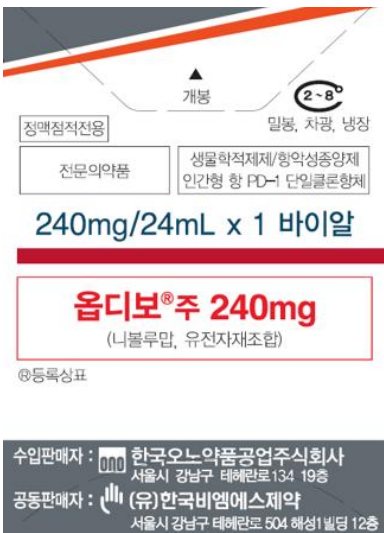 ▲
개봉
2~8°
정맥점적전용
밀봉, 차광, 냉장
전문의약품
생물학적제제/항악성종양제
인간형 항 PD-1 단일클론항체
240mg/24mL x 1 바이알
옵디보®주 240mg
(니볼루맙, 유전자재조합)
®등록상표
수입판매자 : ono 한국오노약품공업주식회사
서울시 강남구 테헤란로134 19층
공동판매자 : (유)한국비엠에스제약
서울시 강남구 테헤란로 504 해성1빌딩 12층